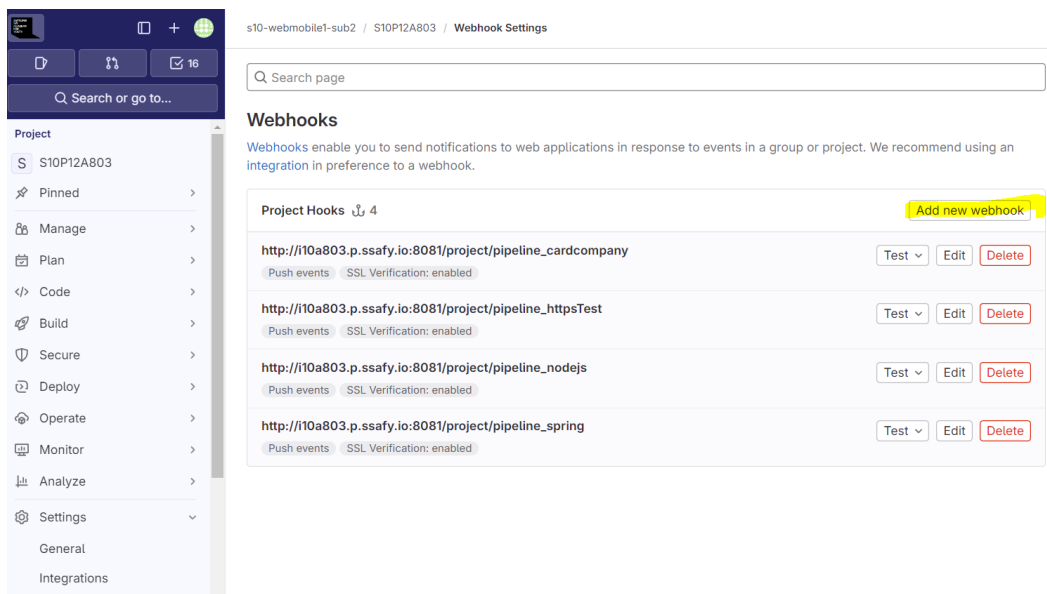 16
Search or go to...
Project
S S10P12A803
Pinned
Manage
Plan
Code
Build
Secure
Deploy
Operate
Monitor
Analyze
Settings
General
Integrations
s10-webmobile1-sub2 / S10P12A803 / Webhook Settings
Search page
Webhooks
Webhooks enable you to send notifications to web applications in response to events in a group or project. We recommend using an
integration in preference to a webhook.
Project Hooks 4 Add new webhook
http://i10a803.p.ssafy.io:8081/project/pipeline_cardcompany Test Edit Delete
Push events SSL Verification: enabled
http://i10a803.p.ssafy.io:8081/project/pipeline_httpsTest Test Edit Delete
Push events SSL Verification: enabled
http://i10a803.p.ssafy.io:8081/project/pipeline_nodejs Test Edit Delete
Push events SSL Verification: enabled
http://i10a803.p.ssafy.io:8081/project/pipeline_spring Test Edit Delete
Push events SSL Verification: enabled